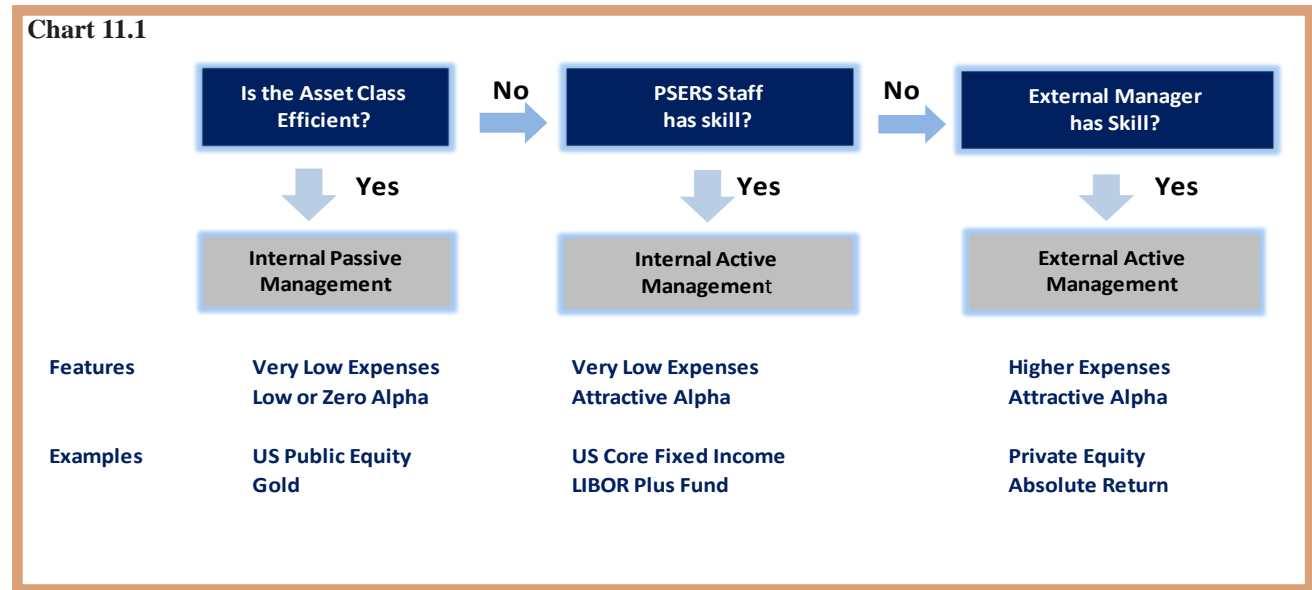 Chart 11.1
Is the Asset Class
Efficient?
No
PSERS Staff
has skill?
No
External Manager
has Skill?
Yes
Yes
Yes
Internal Passive
Management
Internal Active
Management
External Active
Management
Features
Very Low Expenses
Low or Zero Alpha
Very Low Expenses
Attractive Alpha
Higher Expenses
Attractive Alpha
Examples
US Public Equity
Gold
US Core Fixed Income
LIBOR Plus Fund
Private Equity
Absolute Return